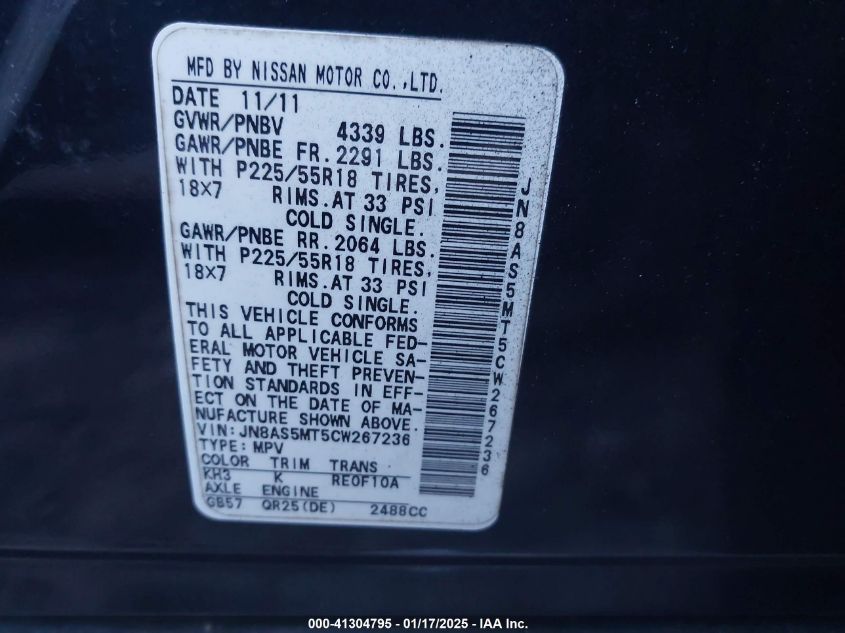 MFD BY NISSAN MOTOR CO.,LTD.
DATE 11/11
GVWR/PNBV 4339 LBS.
GAWR/PNBE FR.2291 LBS.
WITH P225/55R18 TIRES,
18X7 RIMS.AT 33 PSI
COLD SINGLE.
GAWR/PNBE RR.2064 LBS.
WITH P225/55R18 TIRES,
18X7 RIMS.AT 33 PSI
COLD SINGLE.
THIS VEHICLE CONFORMS
TO ALL APPLICABLE FED-
ERAL MOTOR VEHICLE SA-
FETY AND THEFT PREVEN-
TION STANDARDS IN EFF-
ECT ON THE DATE OF MA-
NUFACTURE SHOWN ABOVE.
VIN:JN8AS5MT5CW267236
TYPE:MPV
COLOR TRIM TRANS
KH3 K RE0F10A
AXLE ENGINE
GB57 QR25(DE) 2488CC
JN8AS5MT5CW267236
000-41304795 - 01/17/2025 - IAA Inc.